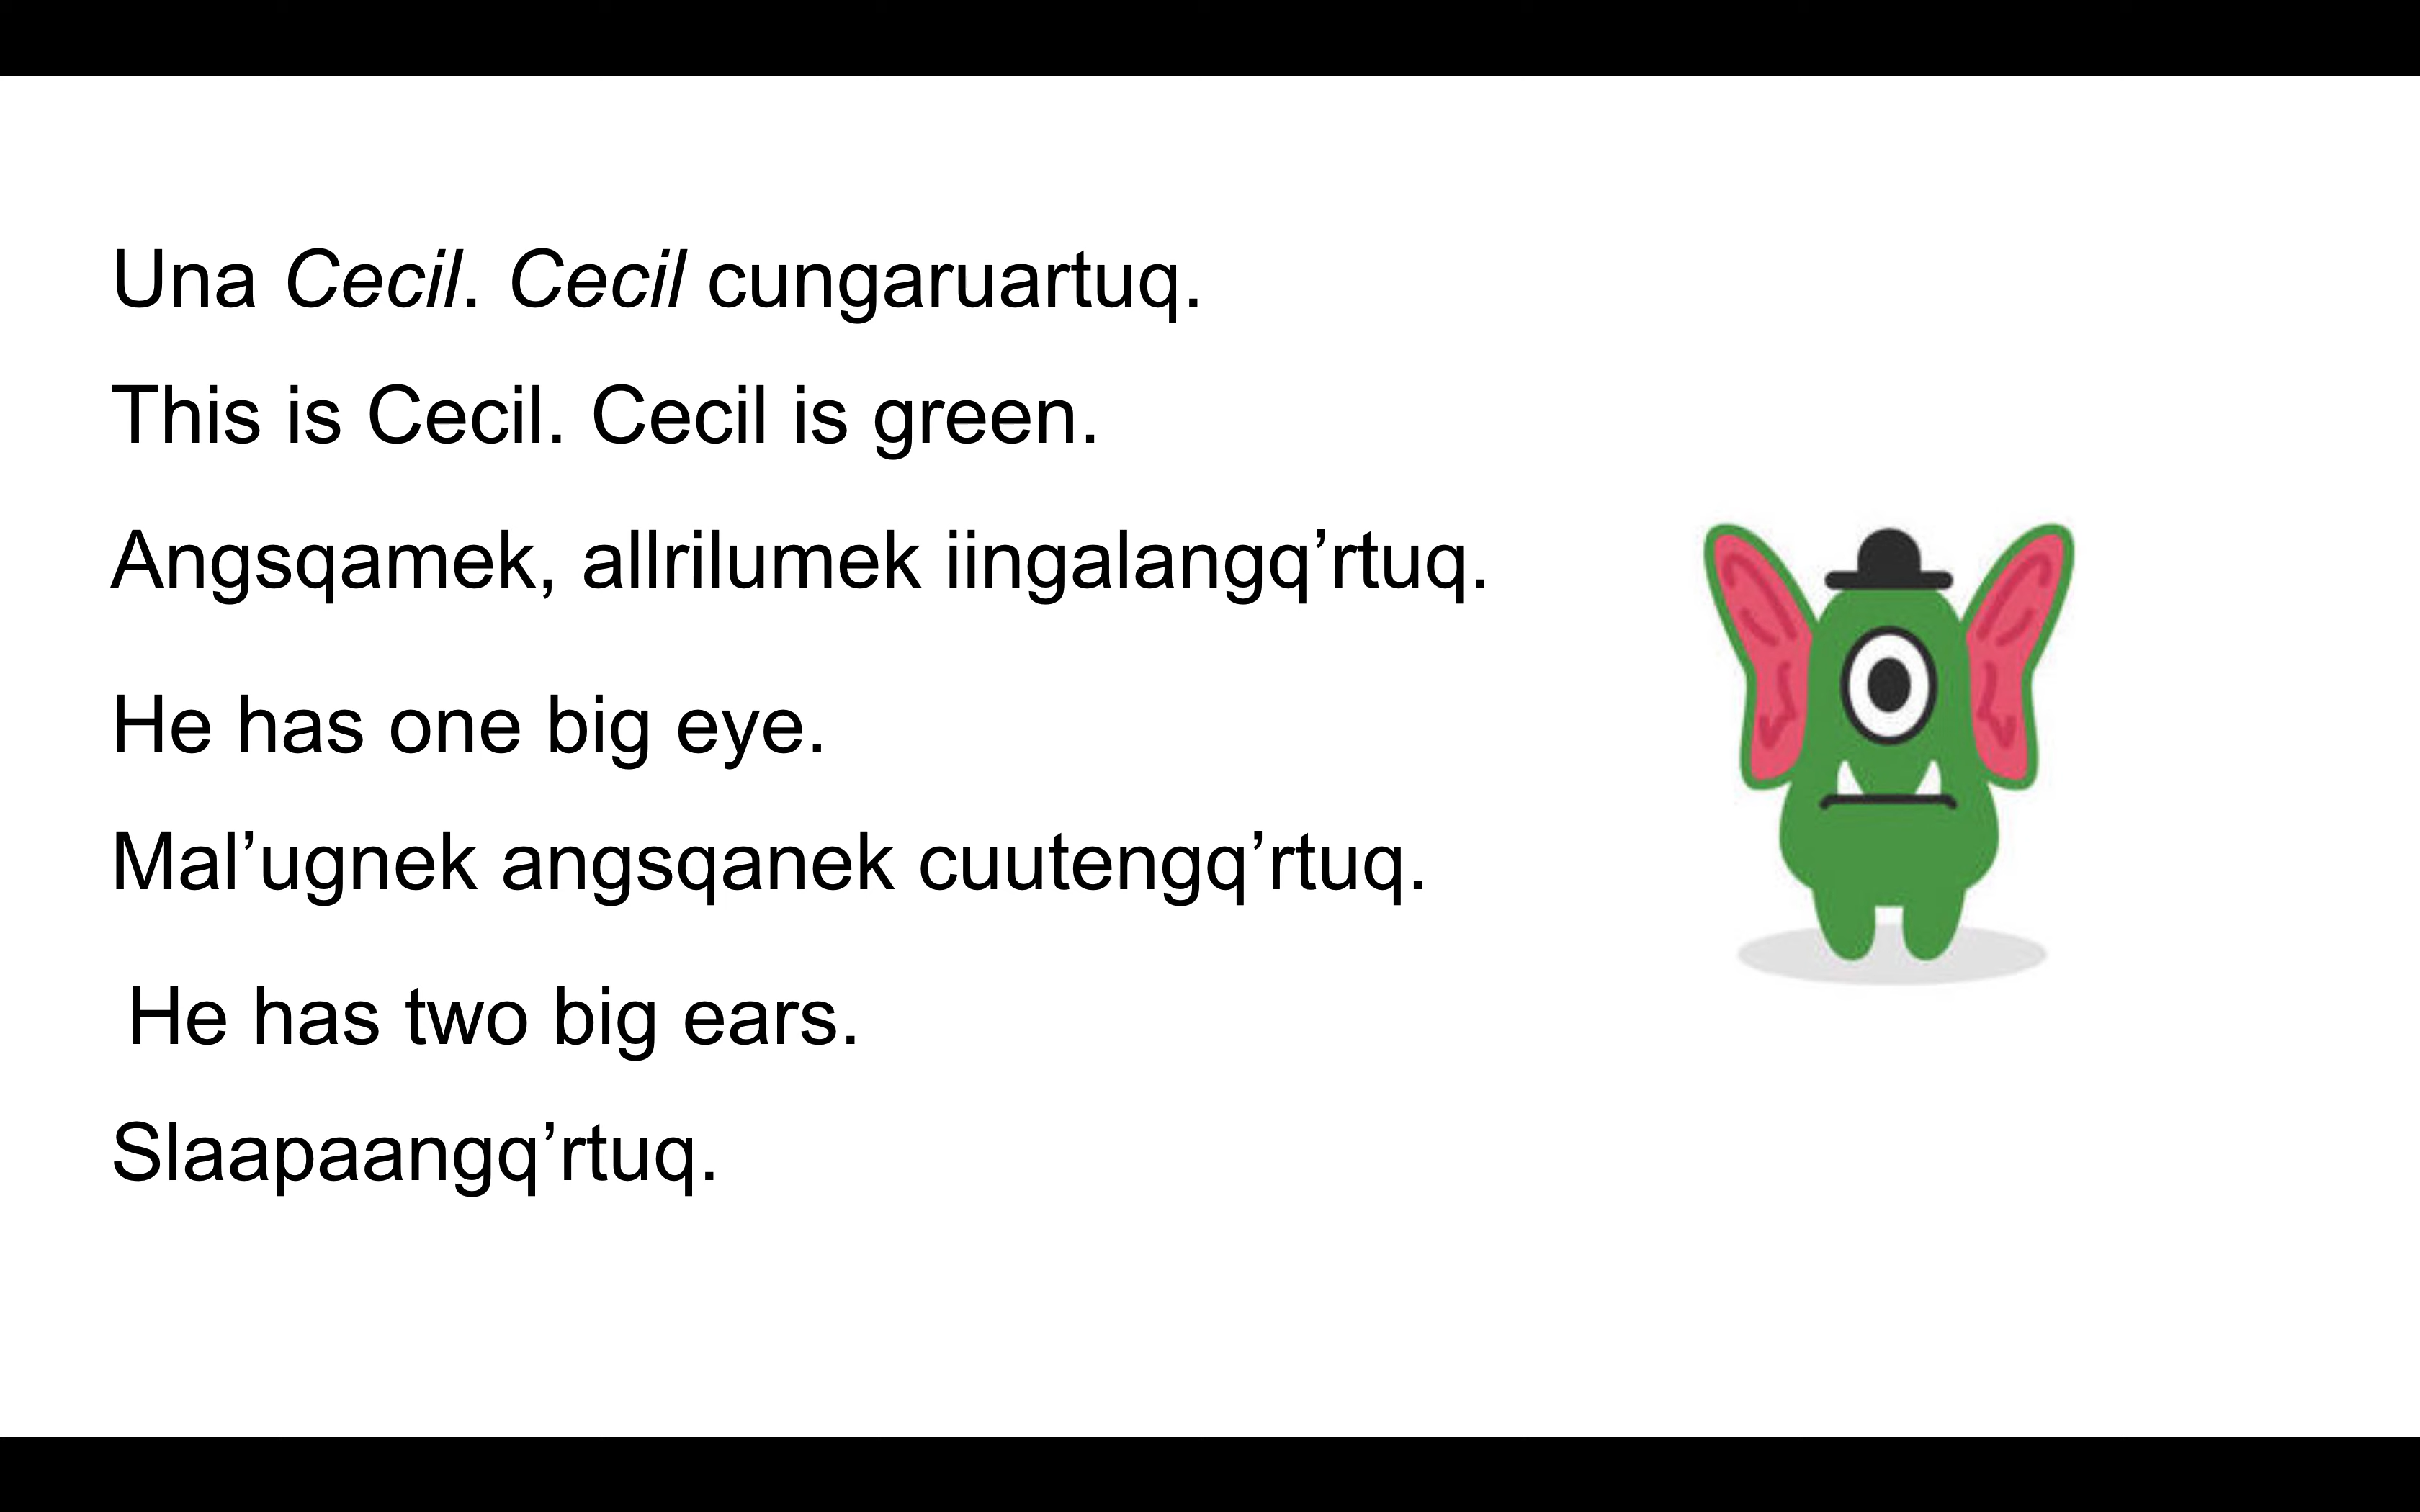 Una Cecil. Cecil cungaruartuq.
This is Cecil. Cecil is green.
Angsqamek, allrilumek iingalangq’rtuq.
He has one big eye.
Mal’ugnek angsqanek cuutengq’rtuq.
He has two big ears.
Slaapaangq’rtuq.